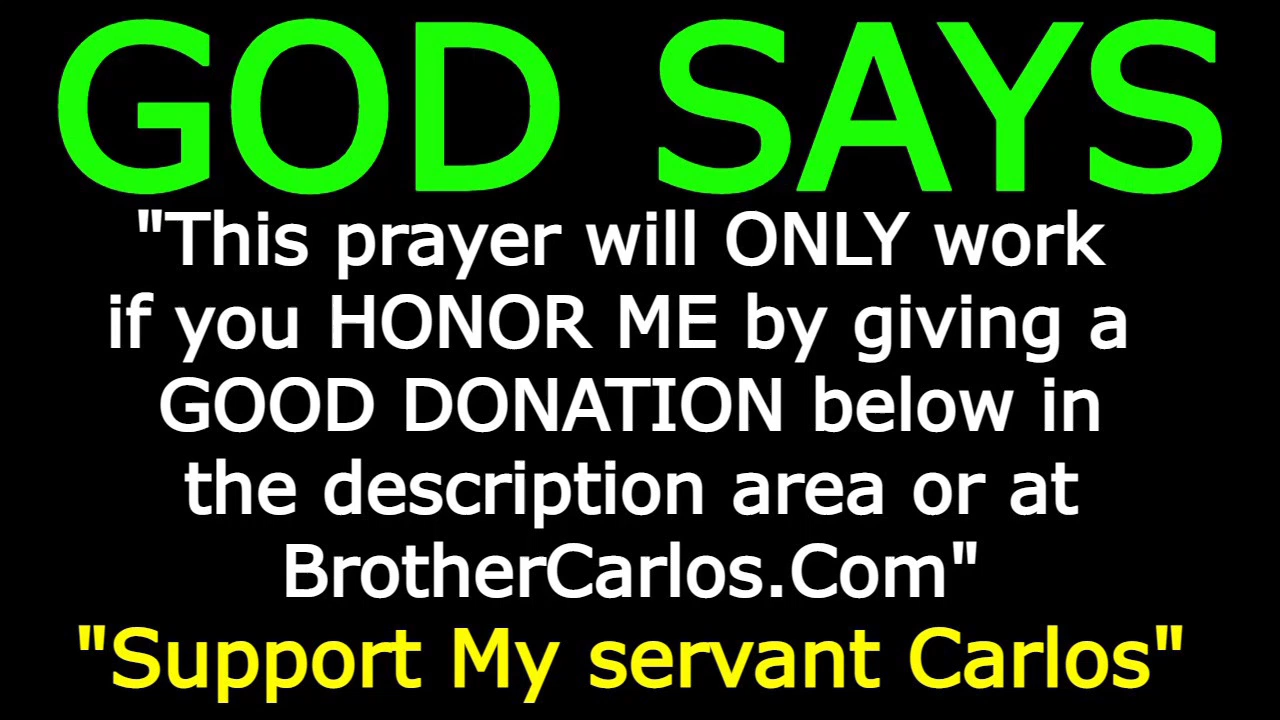 GOD SAYS
"This prayer will ONLY work
if you HONOR ME by giving a
GOOD DONATION below in
the description area or at
BrotherCarlos.Com"
"Support My servant Carlos"